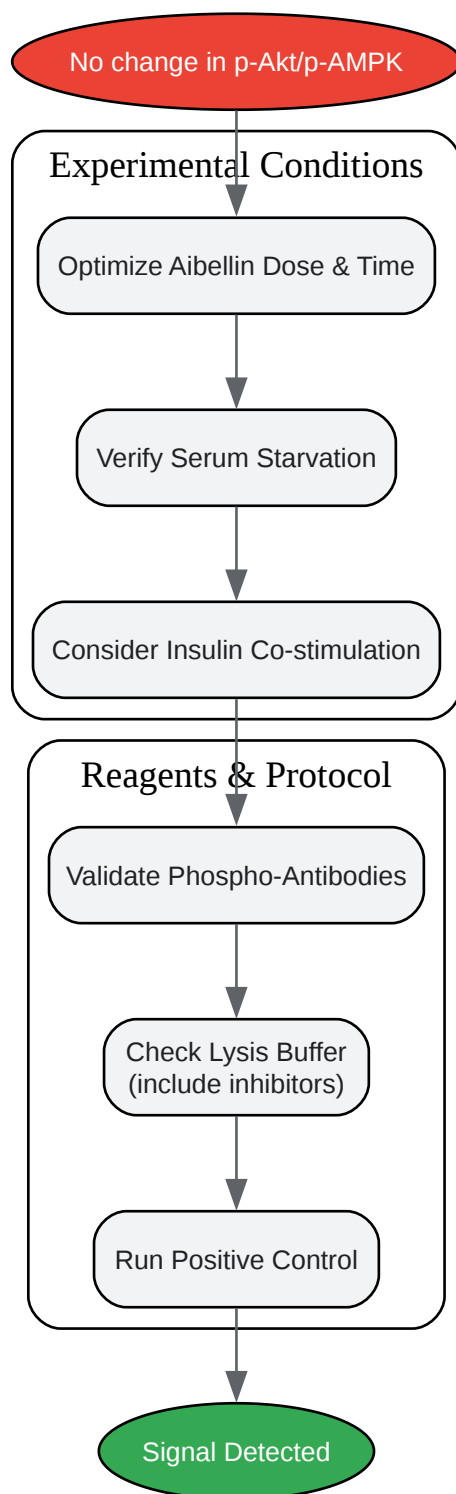 No change in p-Akt/p-AMPK
Experimental Conditions
Optimize Aibellin Dose & Time
Verify Serum Starvation
Consider Insulin Co-stimulation
Reagents & Protocol
Validate Phospho-Antibodies
Check Lysis Buffer
(include inhibitors)
Run Positive Control
Signal Detected